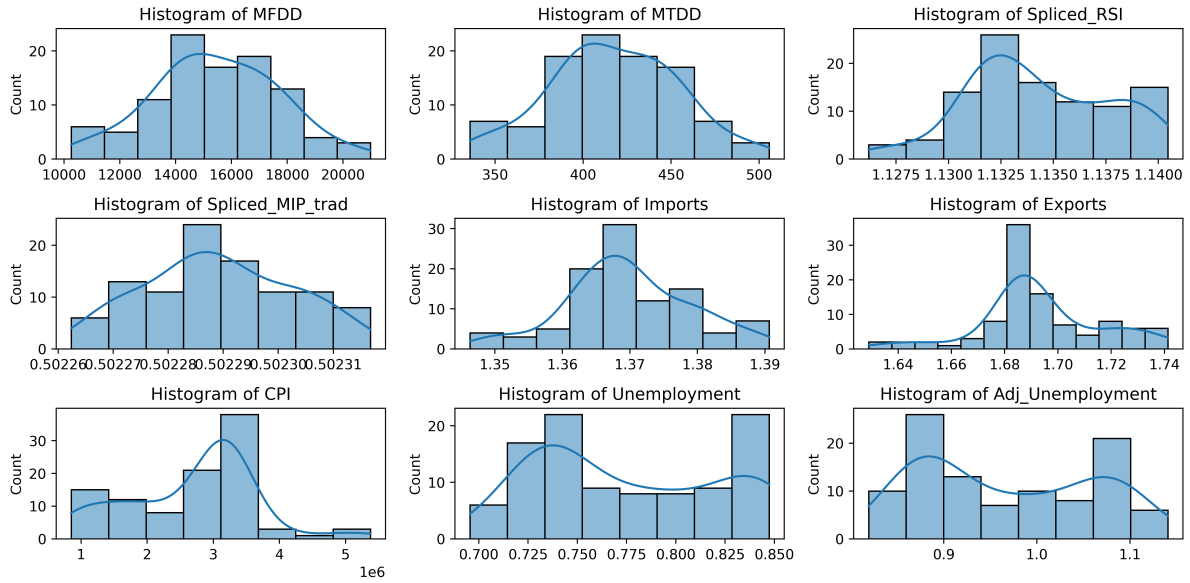 Histogram of MFDD
Histogram of MTDD
Histogram of Spliced_RSI
Count
0
10
20
10000 12000 14000 16000 18000 20000
Count
0
10
20
350 400 450 500
Count
0
10
20
1.1275 1.1300 1.1325 1.1350 1.1375 1.1400
Histogram of Spliced_MIP_trad
Histogram of Imports
Histogram of Exports
Count
0
10
20
0.50226 0.50227 0.50228 0.50229 0.50230 0.50231
Count
0
10
20
30
1.35 1.36 1.37 1.38 1.39
Count
0
10
20
30
1.64 1.66 1.68 1.70 1.72 1.74
Histogram of CPI
Histogram of Unemployment
Histogram of Adj_Unemployment
Count
0
10
20
30
1 2 3 4 5
1e6
Count
0
10
20
0.700 0.725 0.750 0.775 0.800 0.825 0.850
Count
0
10
20
0.9 1.0 1.1